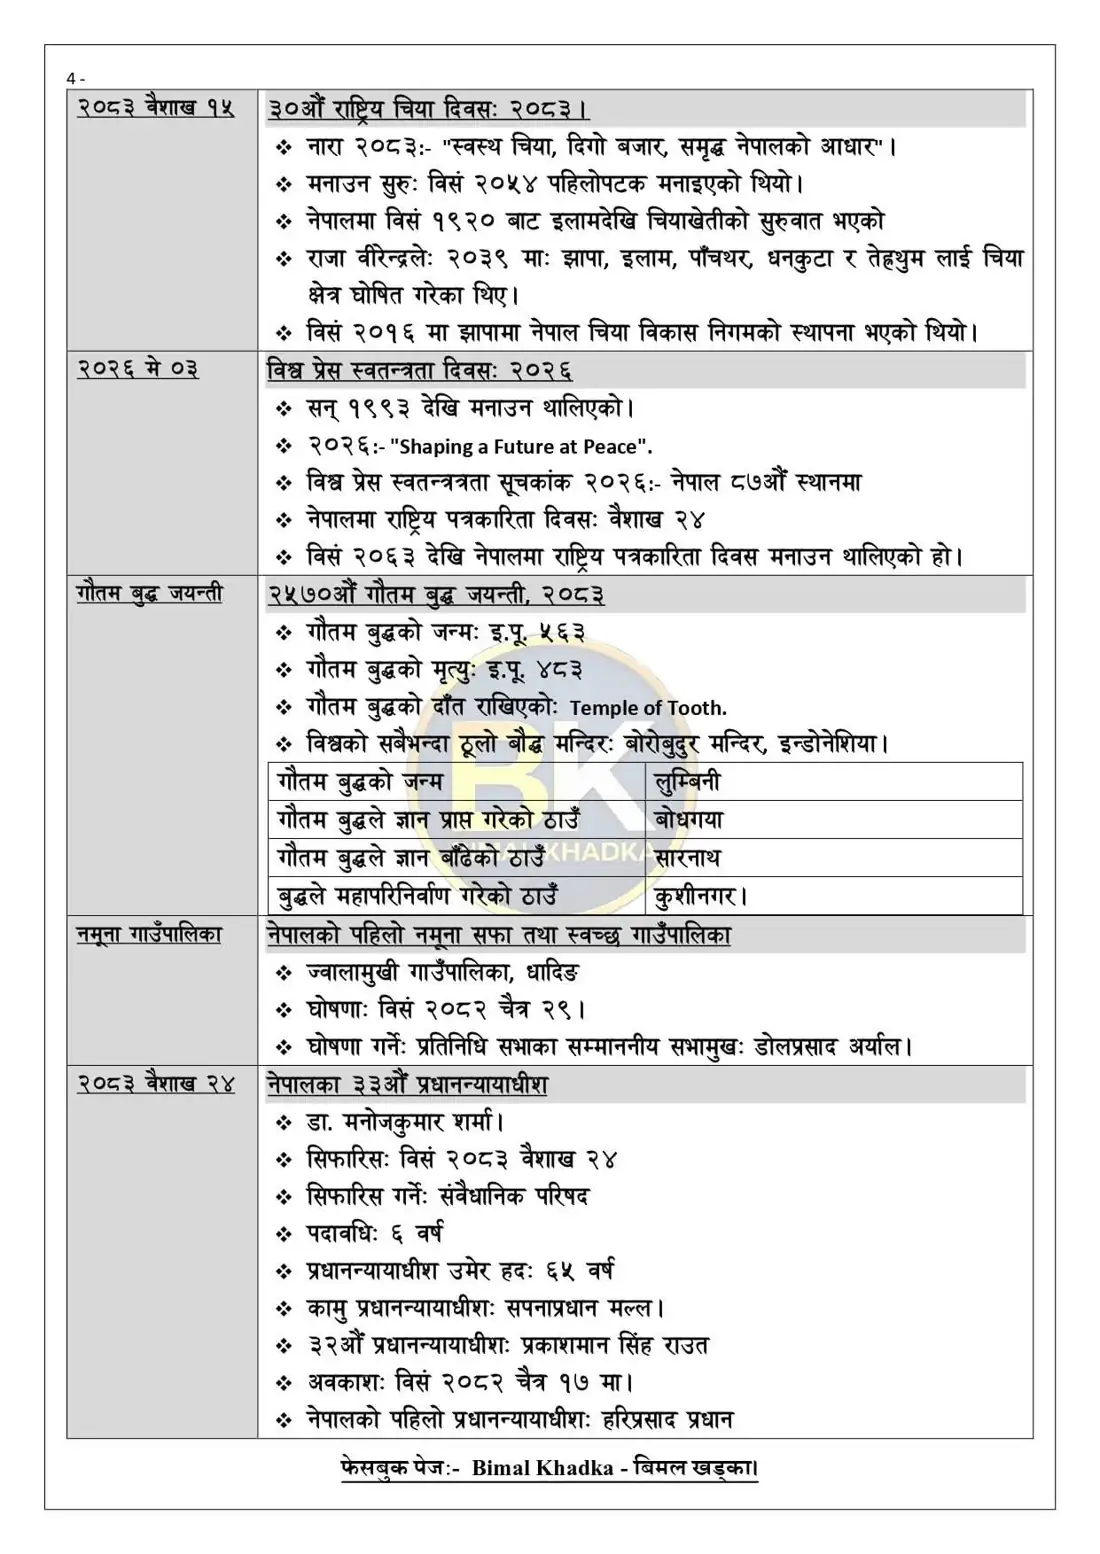 4 -
२०८३ वैशाख १५
३०औं राष्ट्रिय चिया दिवसः २०८३।
❖ नारा २०८३:- "स्वस्थ चिया, दिगो बजार, समृद्ध नेपालको आधार"।
❖ मनाउन सुरुः विसं २०५४ पहिलोपटक मनाइएको थियो।
❖ नेपालमा विसं १९२० बाट इलामदेखि चियाखेतीको सुरुवात भएको
❖ राजा वीरेन्द्रलेः २०३९ माः झापा, इलाम, पाँचथर, धनकुटा र तेह्रथुम लाई चिया
क्षेत्र घोषित गरेका थिए।
❖ विसं २०१६ मा झापामा नेपाल चिया विकास निगमको स्थापना भएको थियो।
२०२६ मे ०३
विश्व प्रेस स्वतन्त्रता दिवसः २०२६
❖ सन् १९९३ देखि मनाउन थालिएको।
❖ २०२६:- "Shaping a Future at Peace".
❖ विश्व प्रेस स्वतन्त्रत्रता सूचकांक २०२६:- नेपाल ८७औं स्थानमा
❖ नेपालमा राष्ट्रिय पत्रकारिता दिवसः वैशाख २४
❖ विसं २०६३ देखि नेपालमा राष्ट्रिय पत्रकारिता दिवस मनाउन थालिएको हो।
गौतम बुद्ध जयन्ती
२५७०औं गौतम बुद्ध जयन्ती, २०८३
❖ गौतम बुद्धको जन्मः इ.पू. ५६३
❖ गौतम बुद्धको मृत्युः इ.पू. ४८३
❖ गौतम बुद्धको दाँत राखिएकोः Temple of Tooth.
❖ विश्वको सबैभन्दा ठूलो बौद्ध मन्दिरः बोरोबुदुर मन्दिर, इन्डोनेशिया।
गौतम बुद्धको जन्म लुम्बिनी
गौतम बुद्धले ज्ञान प्राप्त गरेको ठाउँ बोधगया
गौतम बुद्धले ज्ञान बाँढेको ठाउँ सारनाथ
बुद्धले महापरिनिर्वाण गरेको ठाउँ कुशीनगर।
BK
BIMAL KHADKA
नमूना गाउँपालिका
नेपालको पहिलो नमूना सफा तथा स्वच्छ गाउँपालिका
❖ ज्वालामुखी गाउँपालिका, धादिङ
❖ घोषणाः विसं २०८२ चैत्र २९।
❖ घोषणा गर्नेः प्रतिनिधि सभाका सम्माननीय सभामुखः डोलप्रसाद अर्याल।
२०८३ वैशाख २४
नेपालका ३३औं प्रधानन्यायाधीश
❖ डा. मनोजकुमार शर्मा।
❖ सिफारिसः विसं २०८३ वैशाख २४
❖ सिफारिस गर्नेः संवैधानिक परिषद
❖ पदावधिः ६ वर्ष
❖ प्रधानन्यायाधीश उमेर हदः ६५ वर्ष
❖ कामु प्रधानन्यायाधीशः सपनाप्रधान मल्ल।
❖ ३२औं प्रधानन्यायाधीशः प्रकाशमान सिंह राउत
❖ अवकाशः विसं २०८२ चैत्र १७ मा।
❖ नेपालको पहिलो प्रधानन्यायाधीशः हरिप्रसाद प्रधान
फेसबुक पेज:- Bimal Khadka - बिमल खड्का।